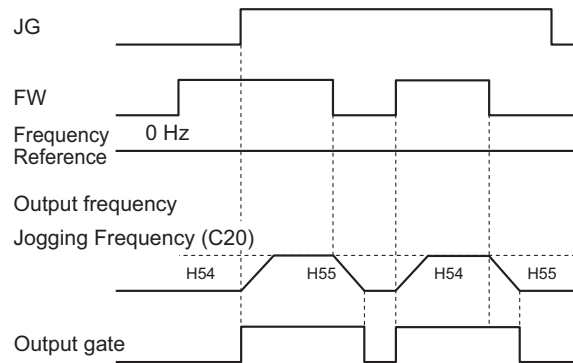 JG
FW
0 Hz
Frequency
Reference
Output frequency
Jogging Frequency (C20)
H54 H55 H54 H55
Output gate